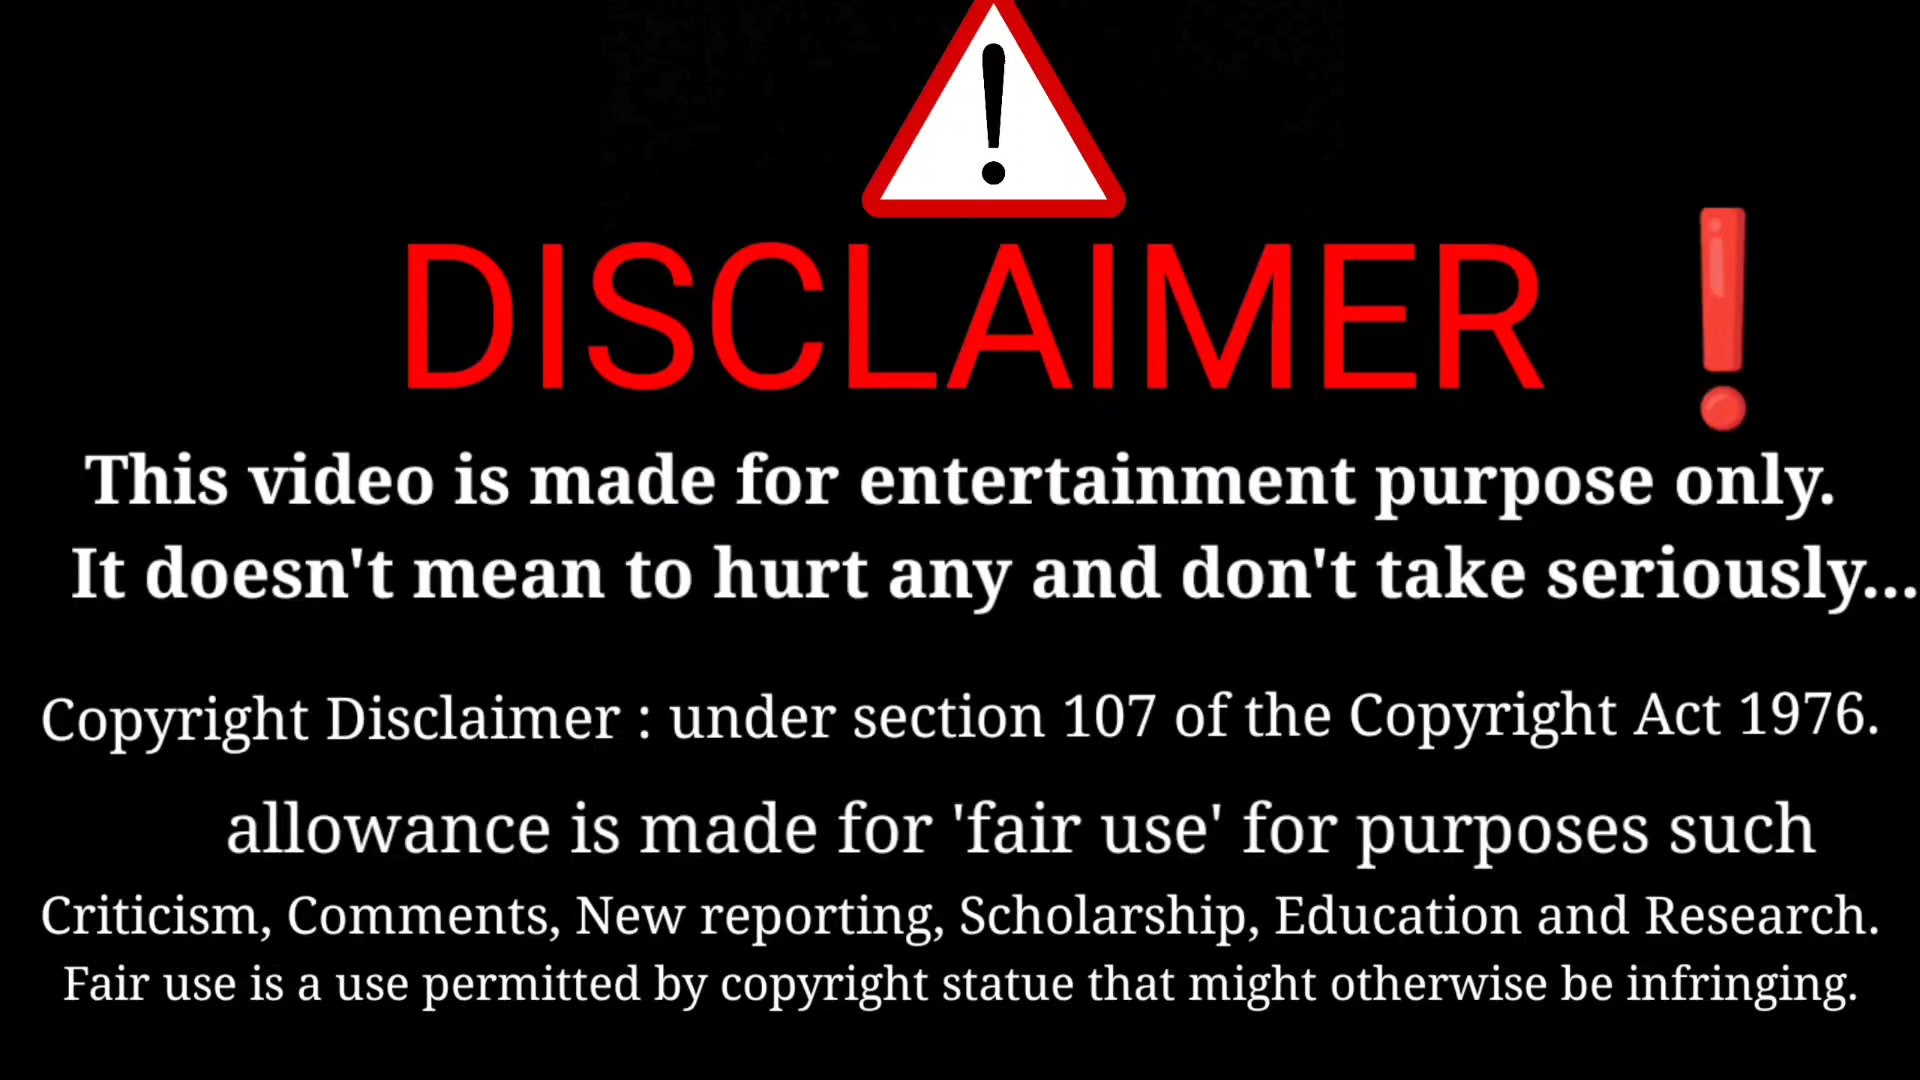 DISCLAIMER ❗
This video is made for entertainment purpose only.
It doesn't mean to hurt any and don't take seriously...
Copyright Disclaimer : under section 107 of the Copyright Act 1976.
allowance is made for 'fair use' for purposes such
Criticism, Comments, New reporting, Scholarship, Education and Research.
Fair use is a use permitted by copyright statue that might otherwise be infringing.